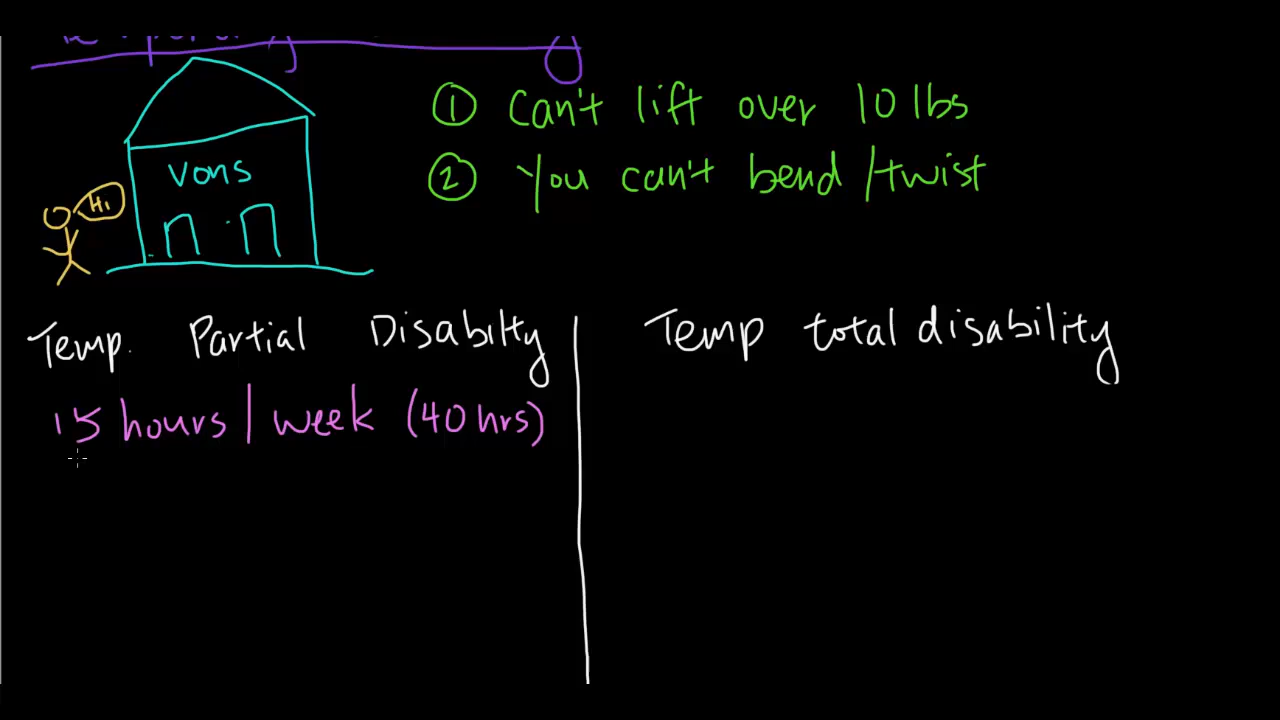 ① Can't lift over 10 lbs
② You can't bend/twist
Vons
Hi
Temp. Partial Disabilty
Temp total disability
15 hours/week (40 hrs)